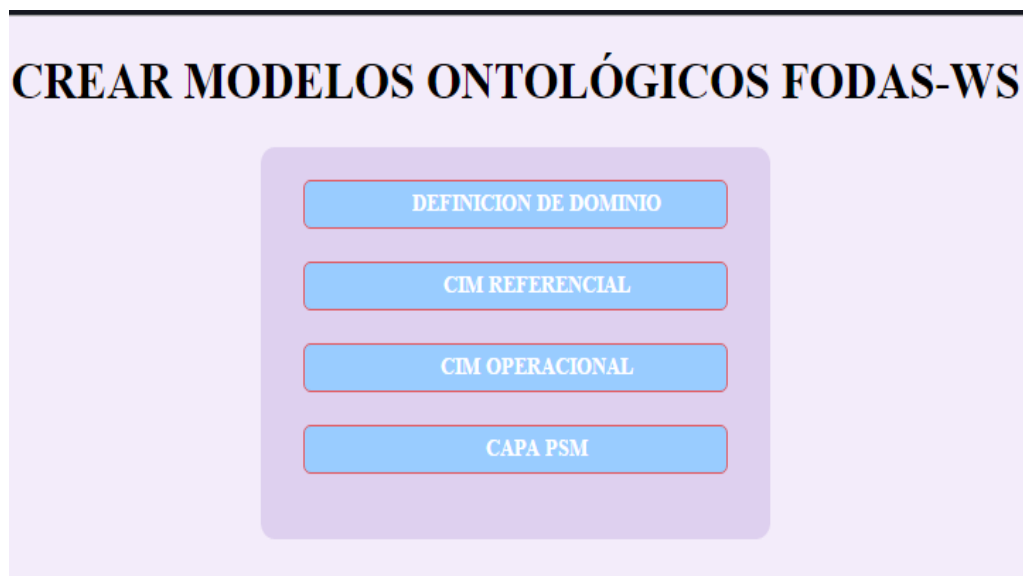 CREAR MODELOS ONTOLÓGICOS FODAS-WS
DEFINICION DE DOMINIO
CIM REFERENCIAL
CIM OPERACIONAL
CAPA PSM